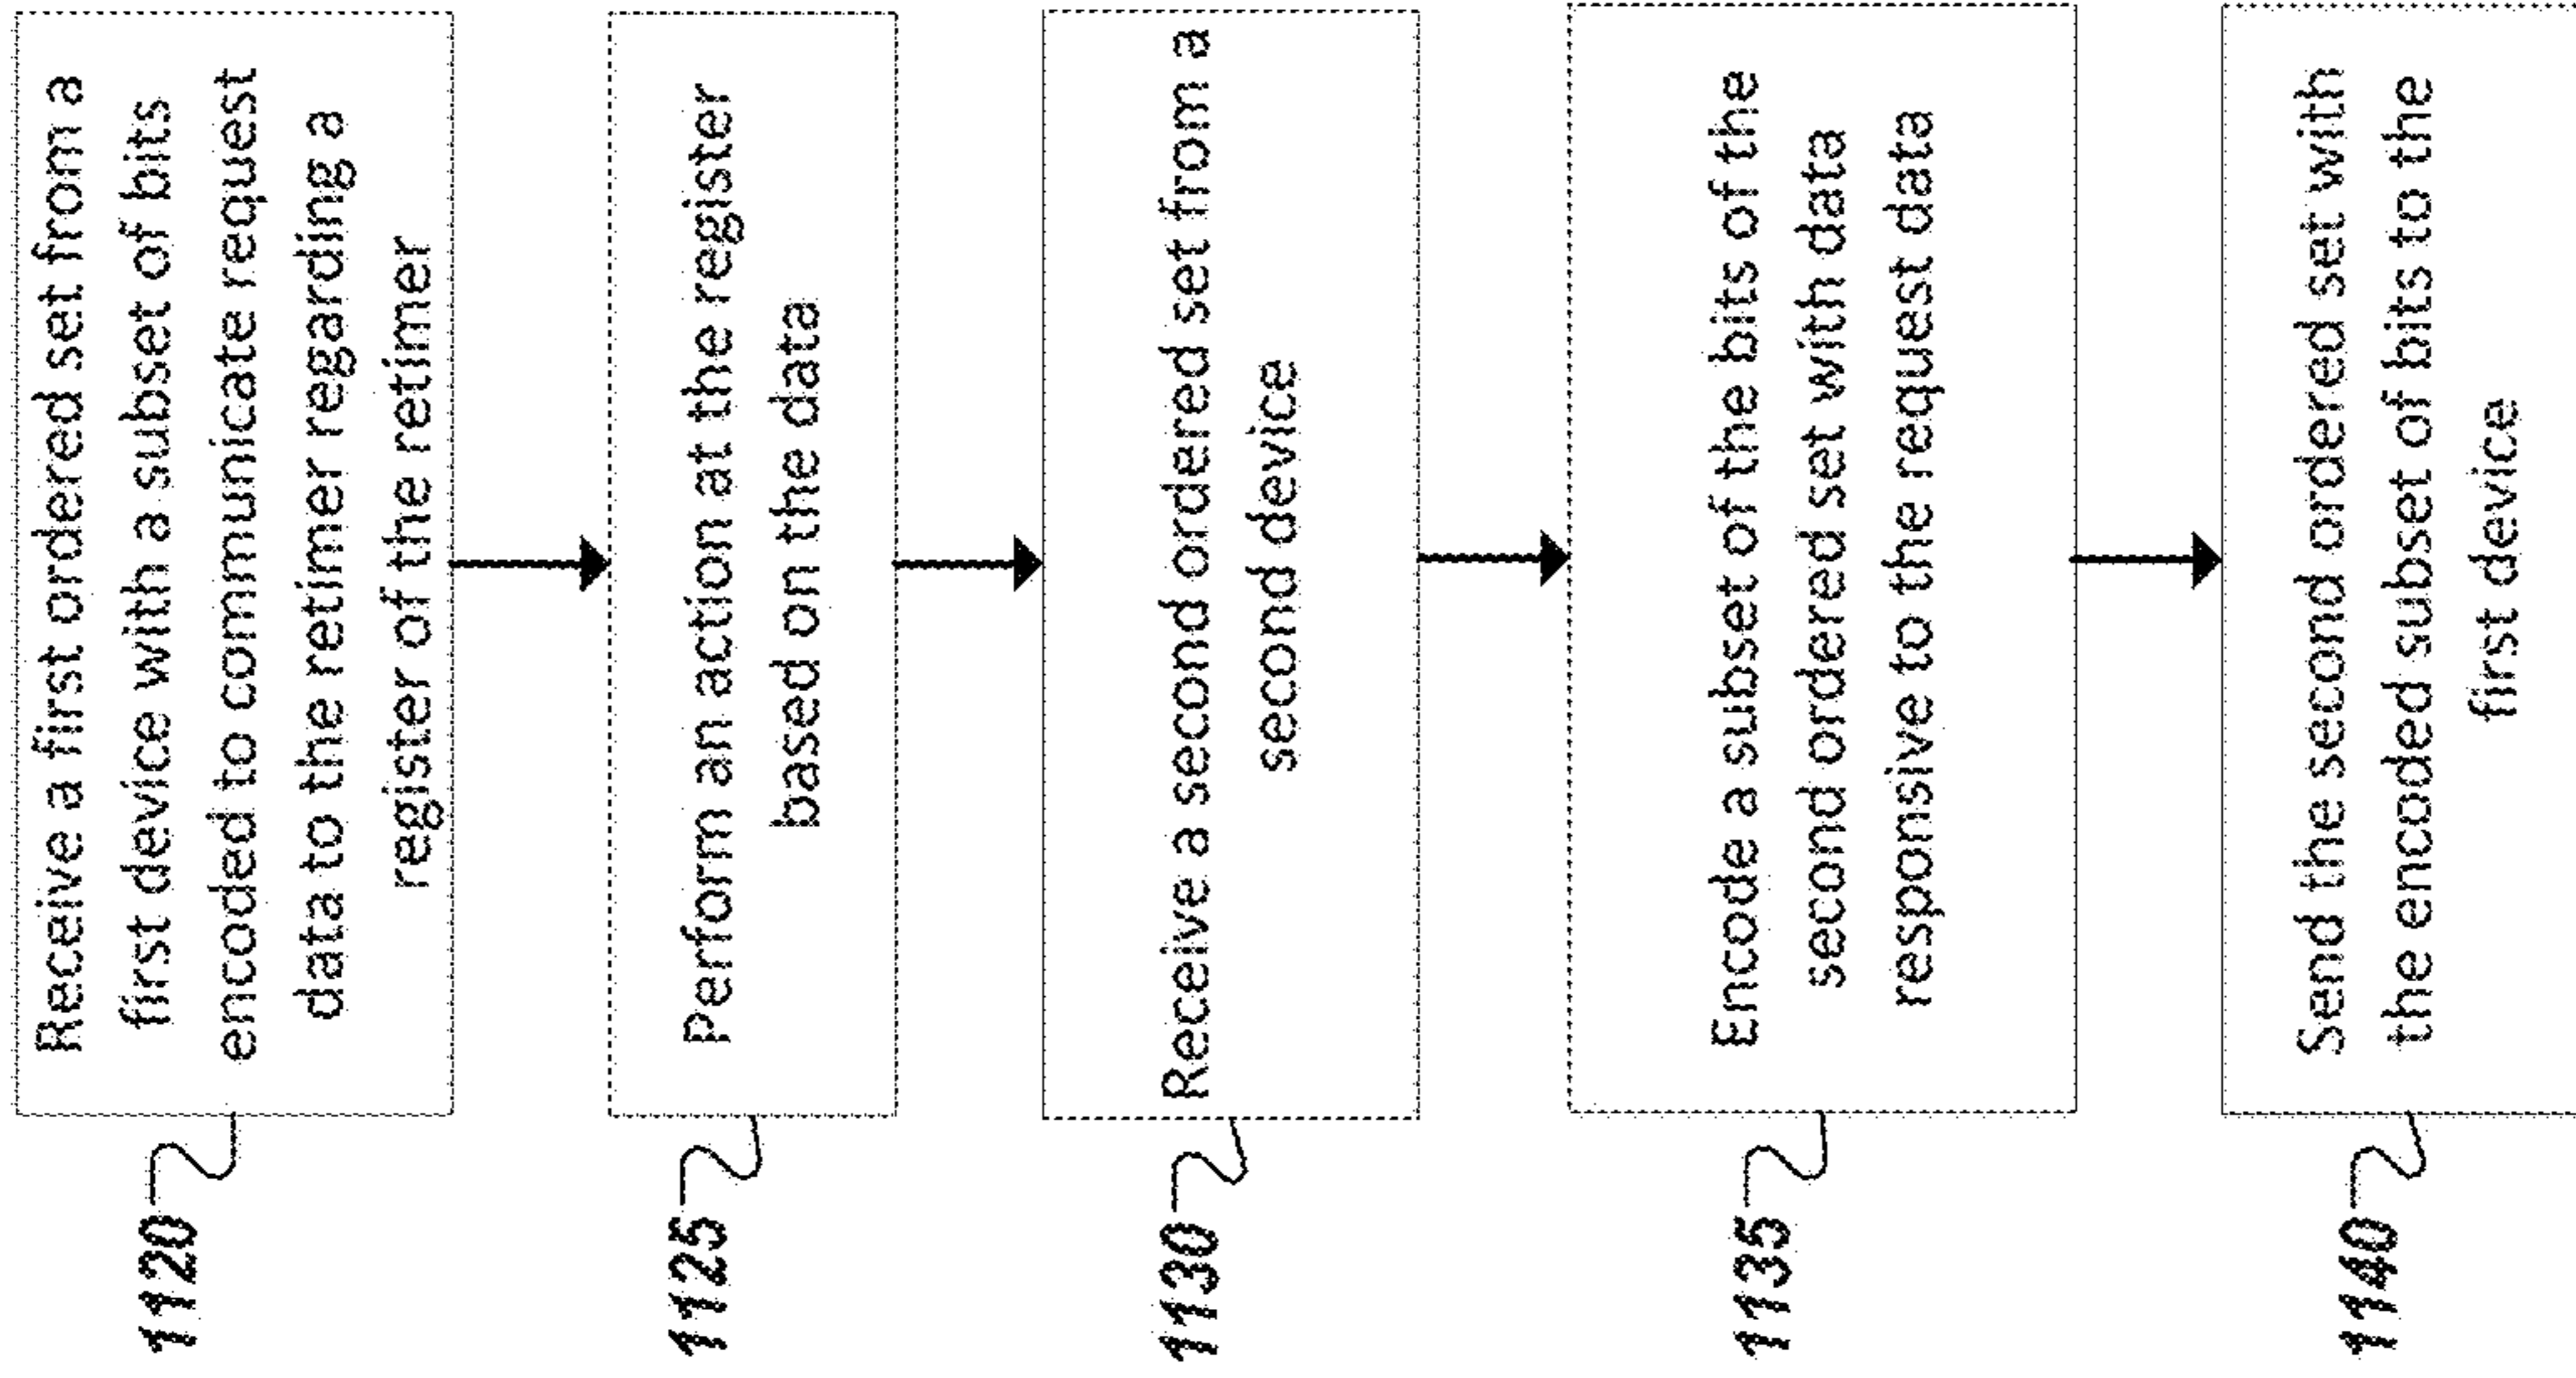 1120
Receive a first ordered set from a
first device with a subset of bits
encoded to communicate request
data to the retimer regarding a
register of the retimer
1125
Perform an action at the register
based on the data
1130
Receive a second ordered set from a
second device
1135
Encode a subset of the bits of the
second ordered set with data
responsive to the request data
1140
Send the second ordered set with
the encoded subset of bits to the
first device